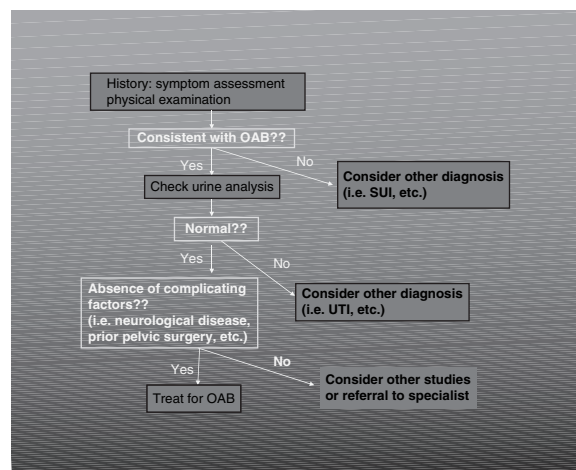 History: symptom assessment
physical examination
Consistent with OAB??
Yes
No
Check urine analysis
Consider other diagnosis
(i.e. SUI, etc.)
Normal??
Yes
No
Absence of complicating
factors??
(i.e. neurological disease,
prior pelvic surgery, etc.)
Consider other diagnosis
(i.e. UTI, etc.)
Yes
No
Treat for OAB
Consider other studies
or referral to specialist